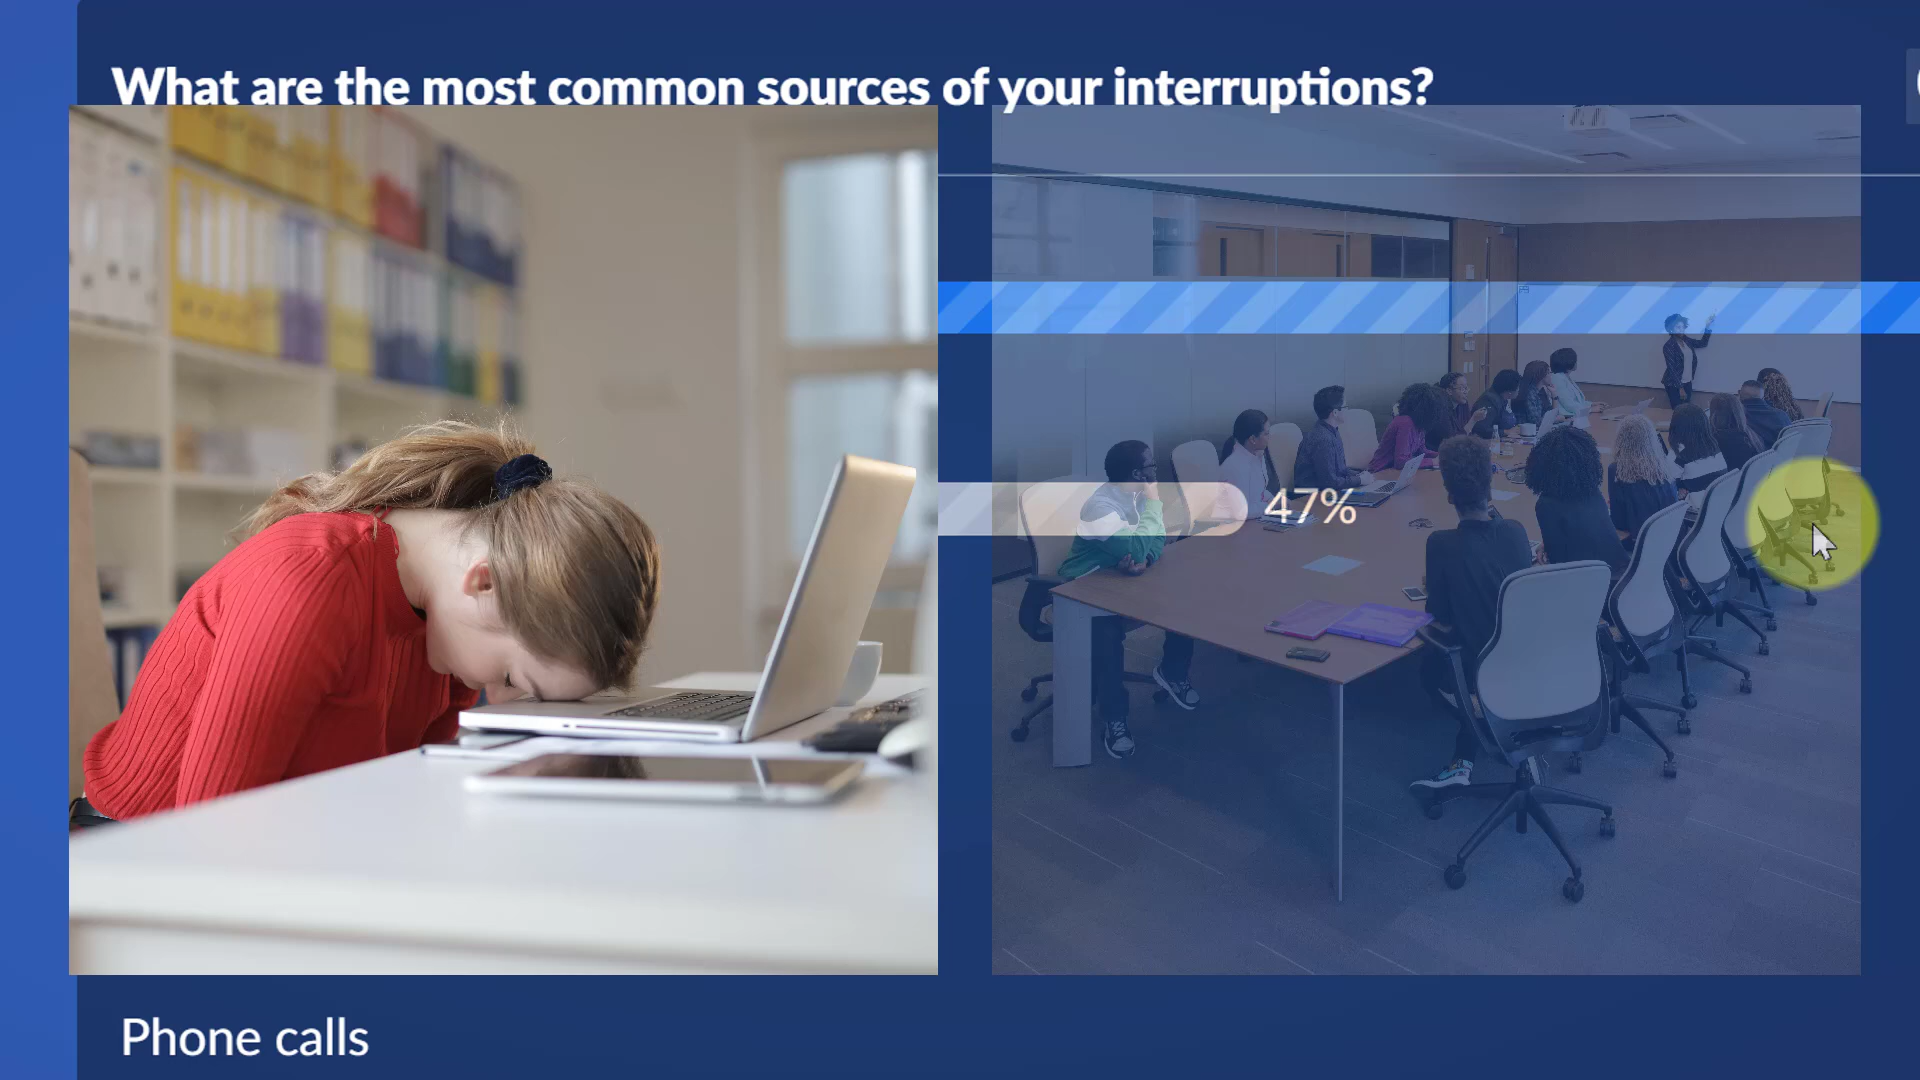 What are the most common sources of your interruptions?
47%
Phone calls